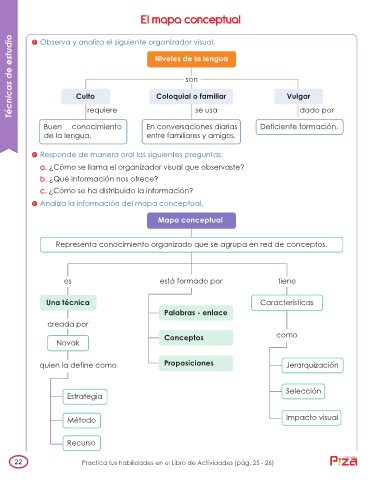 El mapa conceptual
Técnicas de estudio
Observa y analiza el siguiente organizador visual.
Niveles de la lengua
son
Culto
Coloquial o familiar
Vulgar
requiere
se usa
dado por
Buen conocimiento
de la lengua.
En conversaciones diarias
entre familiares y amigos.
Deficiente formación.
Responde de manera oral las siguientes preguntas:
a. ¿Cómo se llama el organizador visual que observaste?
b. ¿Qué información nos ofrece?
c. ¿Cómo se ha distribuido la información?
Analiza la información del mapa conceptual.
Mapa conceptual
Representa conocimiento organizado que se agrupa en red de conceptos.
es
está formado por
tiene
Una técnica
Palabras - enlace
Características
creada por
Conceptos
como
Novak
quien la define como
Proposiciones
Jerarquización
Estrategia
Selección
Método
Impacto visual
Recurso
22
Practica tus habilidades en el Libro de Actividades (pág. 25 - 26)
Pizza